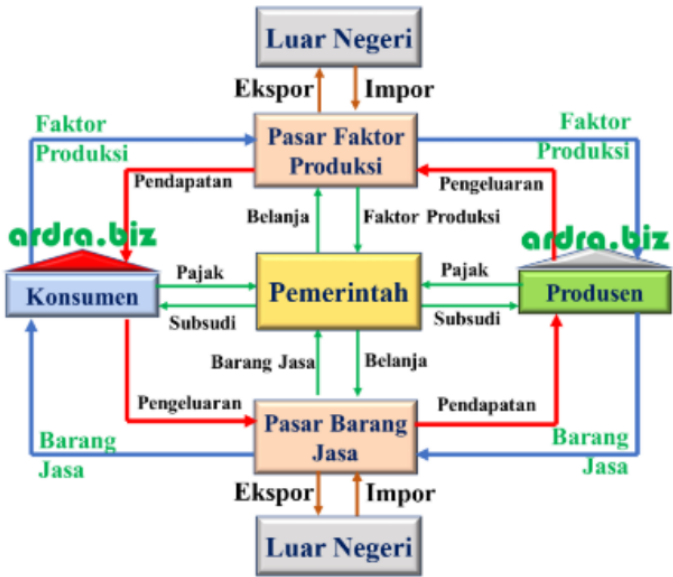 Luar Negeri
Ekspor
Impor
Faktor
Produksi
Pasar Faktor
Produksi
Faktor
Produksi
Pendapatan
Pengeluaran
Belanja
Faktor Produksi
ardra.biz
ardra.biz
Konsumen
Pajak
Subsudi
Pemerintah
Pajak
Subsudi
Produsen
Barang Jasa
Belanja
Pengeluaran
Pendapatan
Pasar Barang
Jasa
Barang
Jasa
Barang
Jasa
Ekspor
Impor
Luar Negeri